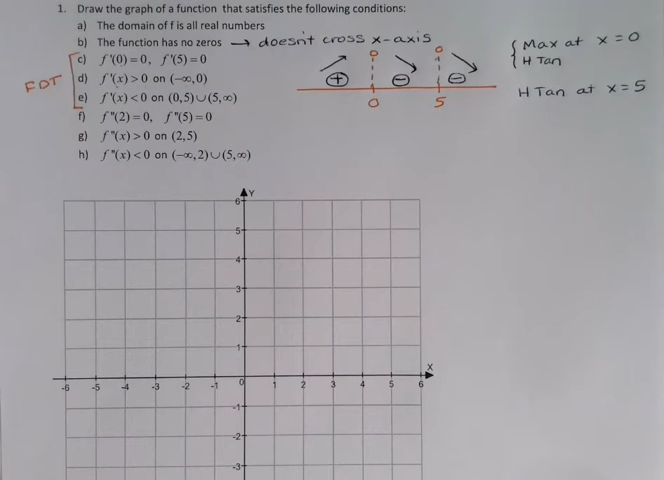 1. Draw the graph of a function that satisfies the following conditions:
a) The domain of f is all real numbers
b) The function has no zeros → doesn't cross x-axis
FDT
c) f'(0) = 0, f'(5) = 0
d) f'(x) > 0 on (-∞,0)
e) f'(x) < 0 on (0,5)∪(5,∞)
f) f"(2) = 0, f"(5) = 0
g) f"(x) > 0 on (2,5)
h) f"(x) < 0 on (-∞,2)∪(5,∞)
0 0
+ - -
0 5
Max at x = 0
H Tan
H Tan at x = 5
Y
6
5
4
3
2
1
X
-6 -5 -4 -3 -2 -1 0 1 2 3 4 5 6
-1
-2
-3